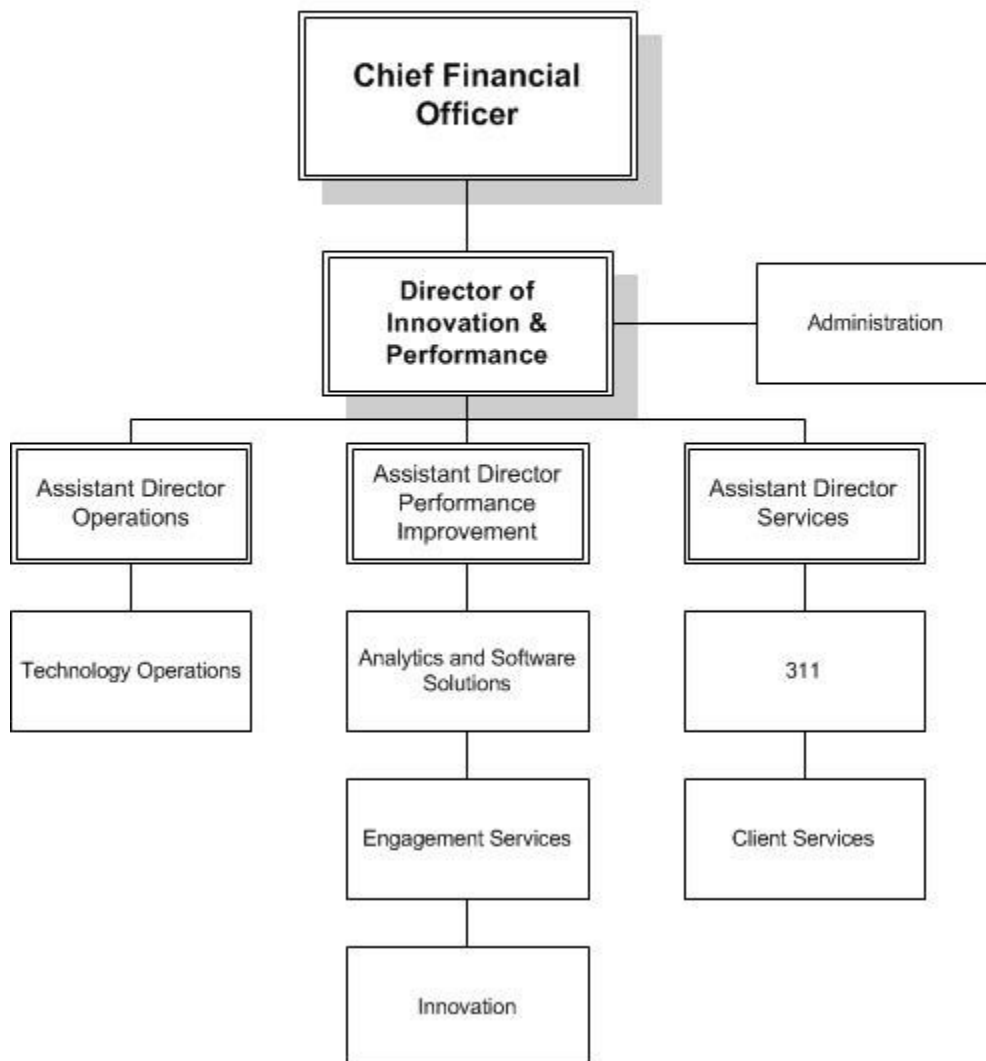 Chief Financial
Officer
Director of
Innovation &
Performance
Administration
Assistant Director
Operations
Assistant Director
Performance
Improvement
Assistant Director
Services
Technology Operations
Analytics and Software
Solutions
311
Engagement Services
Client Services
Innovation